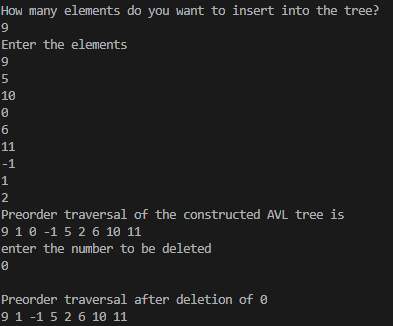 How many elements do you want to insert into the tree?
9
Enter the elements
9
5
10
0
6
11
-1
1
2
Preorder traversal of the constructed AVL tree is
9 1 0 -1 5 2 6 10 11
enter the number to be deleted
0
Preorder traversal after deletion of 0
9 1 -1 5 2 6 10 11